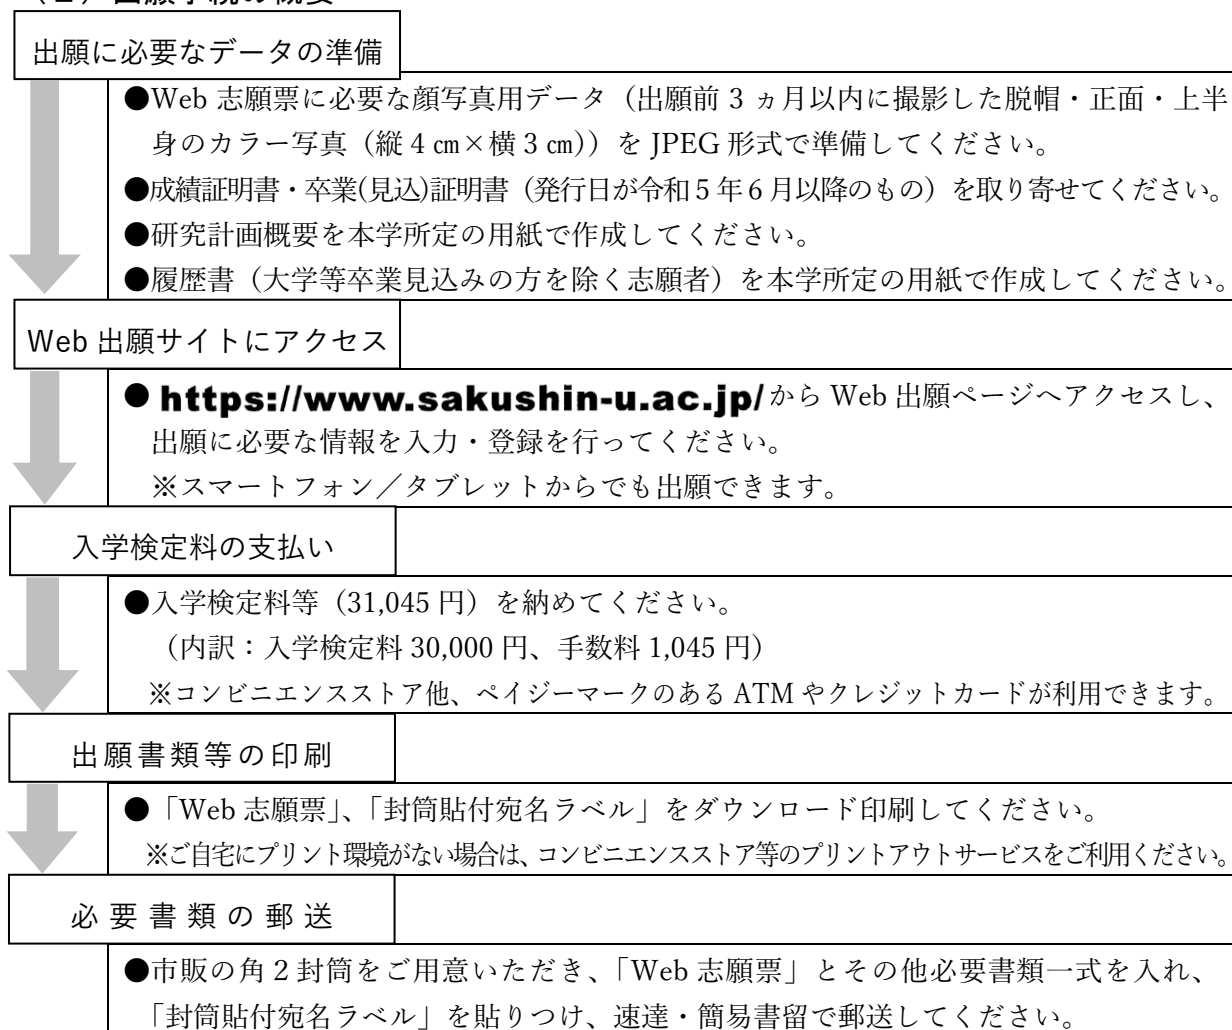 出願に必要なデータの準備
●Web 志願票に必要な顔写真用データ（出願前 3 ヵ月以内に撮影した脱帽・正面・上半
身のカラー写真（縦 4 ㎝×横 3 ㎝））を JPEG 形式で準備してください。
●成績証明書・卒業(見込)証明書（発行日が令和５年６月以降のもの）を取り寄せてください。
●研究計画概要を本学所定の用紙で作成してください。
●履歴書（大学等卒業見込みの方を除く志願者）を本学所定の用紙で作成してください。
Web 出願サイトにアクセス
● https://www.sakushin-u.ac.jp/から Web 出願ページへアクセスし、
出願に必要な情報を入力・登録を行ってください。
※スマートフォン／タブレットからでも出願できます。
入学検定料の支払い
●入学検定料等（31,045 円）を納めてください。
（内訳：入学検定料 30,000 円、手数料 1,045 円）
※コンビニエンスストア他、ペイジーマークのある ATM やクレジットカードが利用できます。
出願書類等の印刷
●「Web 志願票」、「封筒貼付宛名ラベル」をダウンロード印刷してください。
※ご自宅にプリント環境がない場合は、コンビニエンスストア等のプリントアウトサービスをご利用ください。
必要書類の郵送
●市販の角２封筒をご用意いただき、「Web 志願票」とその他必要書類一式を入れ、
「封筒貼付宛名ラベル」を貼りつけ、速達・簡易書留で郵送してください。